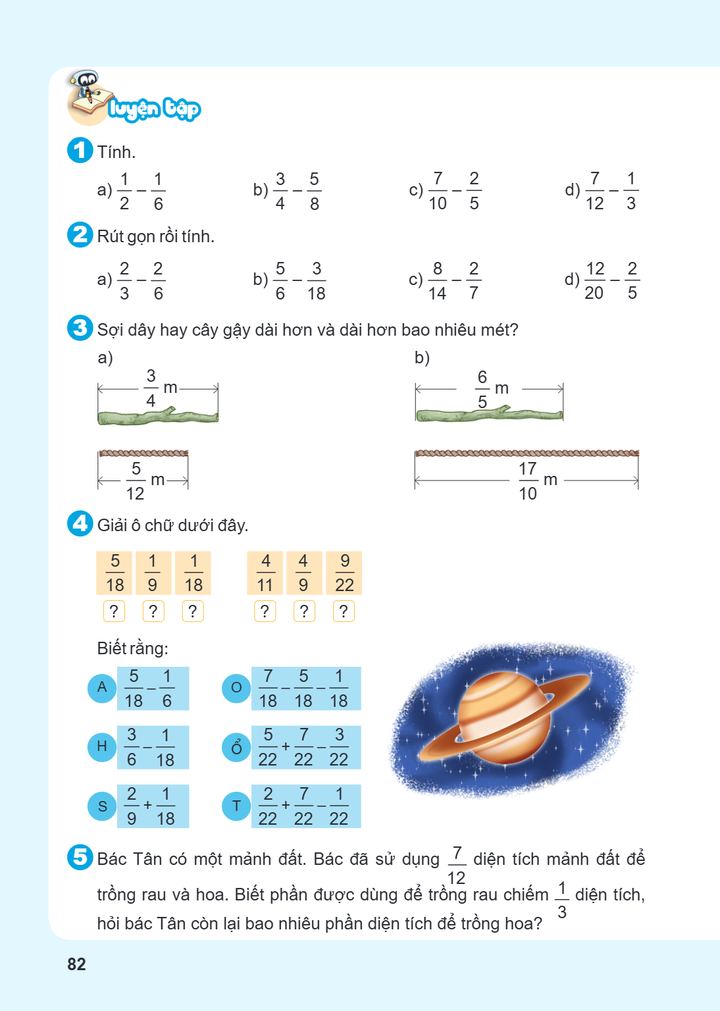 luyện tập
1 Tính.
a) 1/2 – 1/6 b) 3/4 – 5/8 c) 7/10 – 2/5 d) 7/12 – 1/3
2 Rút gọn rồi tính.
a) 2/3 – 2/6 b) 5/6 – 3/18 c) 8/14 – 2/7 d) 12/20 – 2/5
3 Sợi dây hay cây gậy dài hơn và dài hơn bao nhiêu mét?
a) b)
3/4 m 6/5 m
5/12 m 17/10 m
4 Giải ô chữ dưới đây.
5/18 1/9 1/18 4/11 4/9 9/22
? ? ? ? ? ?
Biết rằng:
A 5/18 – 1/6 O 7/18 – 5/18 – 1/18
H 3/6 – 1/18 Ổ 5/22 + 7/22 – 3/22
S 2/9 + 1/18 T 2/22 + 7/22 – 1/22
5 Bác Tân có một mảnh đất. Bác đã sử dụng 7/12 diện tích mảnh đất để
trồng rau và hoa. Biết phần được dùng để trồng rau chiếm 1/3 diện tích,
hỏi bác Tân còn lại bao nhiêu phần diện tích để trồng hoa?
82